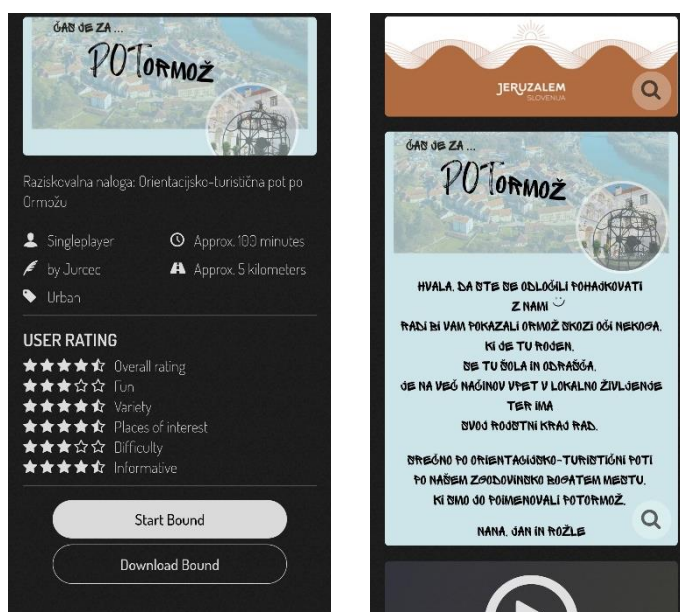 ČAS JE ZA ...
POTORMOŽ
Raziskovalna naloga: Orientacijsko-turistična pot po
Ormožu
Singleplayer
Approx. 100 minutes
by Jurcec
Approx. 5 kilometers
Urban
USER RATING
Overall rating
Fun
Variety
Places of interest
Difficulty
Informative
Start Bound
Download Bound
JERUZALEM
SLOVENIJA
ČAS JE ZA ...
POTORMOŽ
HVALA, DA STE SE ODLOČILI POHAJKOVATI
Z NAMI
RADI BI VAM POKAZALI ORMOŽ SKOZI OČI NEKOGA,
KI JE TU ROJEN,
SE TU ŠOLA IN ODRAŠČA,
JE NA VEČ NAČINOV VPET V LOKALNO ŽIVLJENJE
TER IMA
SVOJ ROJSTNI KRAJ RAD.
SREČNO PO ORIENTACIJSKO-TURISTIČNI POTI
PO NAŠEM ZGODOVINSKO BOGATEM MESTU,
KI SMO JO POIMENOVALI POTORMOŽ.
NANA, JAN IN ROŽLE